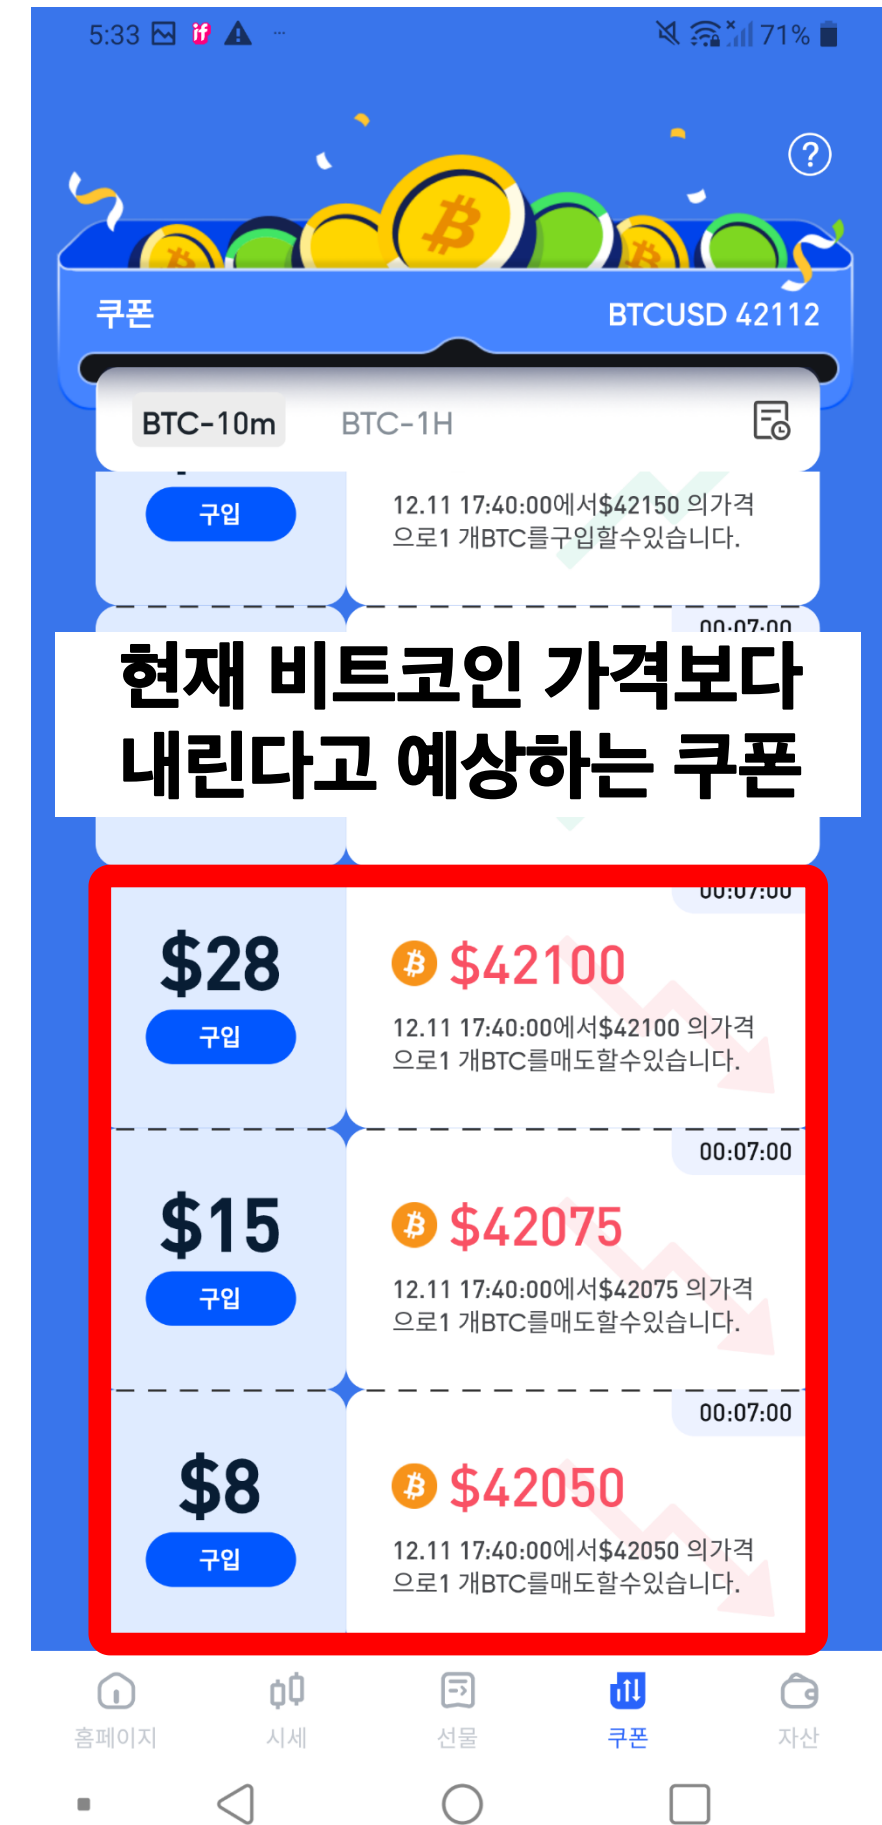 5:33 if ... 71%
?
쿠폰 BTCUSD 42112
BTC-10m BTC-1H
구입
12.11 17:40:00에서$42150 의가격
으로1 개BTC를구입할수있습니다.
00:07:00
현재 비트코인 가격보다
내린다고 예상하는 쿠폰
00:07:00
$28
$42100
구입
12.11 17:40:00에서$42100 의가격
으로1 개BTC를매도할수있습니다.
00:07:00
$15
$42075
구입
12.11 17:40:00에서$42075 의가격
으로1 개BTC를매도할수있습니다.
00:07:00
$8
$42050
구입
12.11 17:40:00에서$42050 의가격
으로1 개BTC를매도할수있습니다.
홈페이지 시세 선물 쿠폰 자산